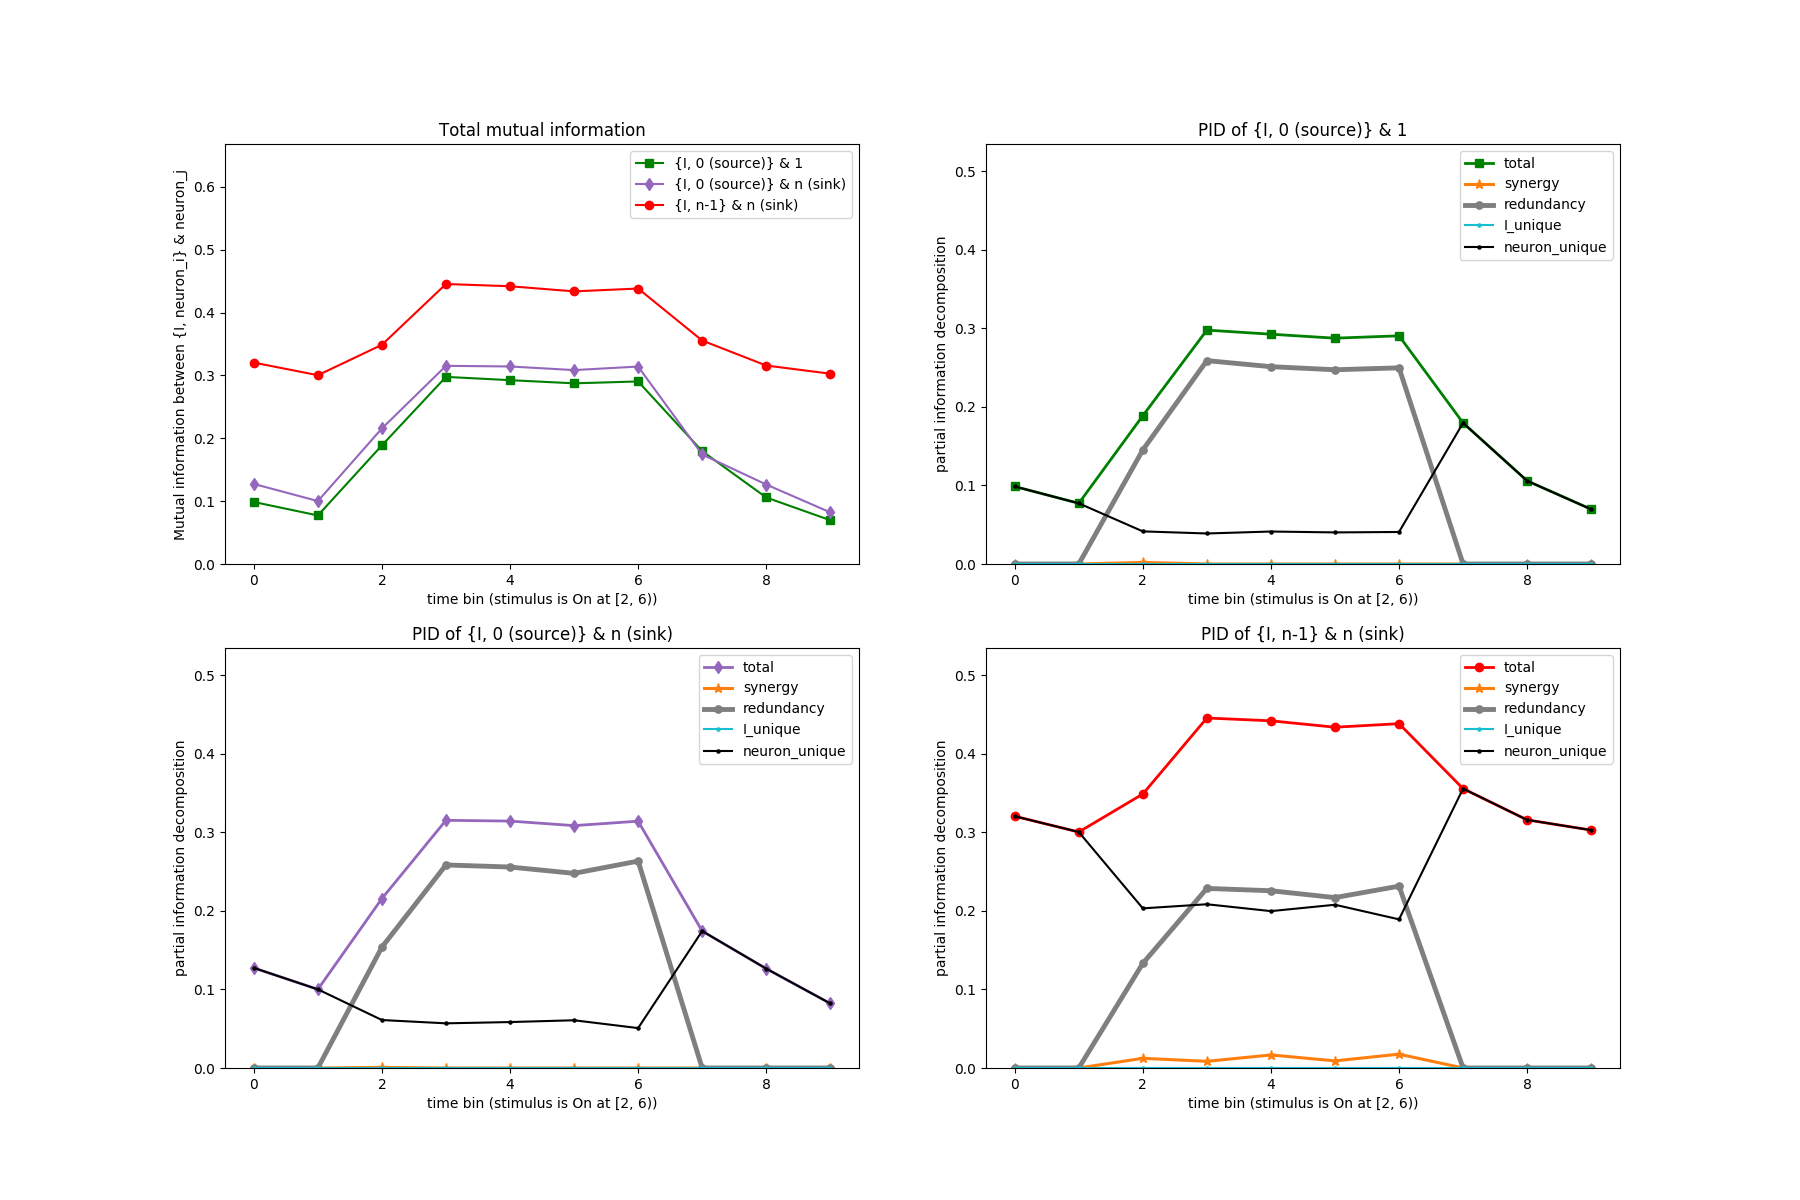 Total mutual information
Mutual information between {I, neuron_i} & neuron_j
0.6
0.5
0.4
0.3
0.2
0.1
0.0
{I, 0 (source)} & 1
{I, 0 (source)} & n (sink)
{I, n-1} & n (sink)
0 2 4 6 8
time bin (stimulus is On at [2, 6))
PID of {I, 0 (source)} & 1
partial information decomposition
0.5
0.4
0.3
0.2
0.1
0.0
total
synergy
redundancy
I_unique
neuron_unique
0 2 4 6 8
time bin (stimulus is On at [2, 6))
PID of {I, 0 (source)} & n (sink)
partial information decomposition
0.5
0.4
0.3
0.2
0.1
0.0
total
synergy
redundancy
I_unique
neuron_unique
0 2 4 6 8
time bin (stimulus is On at [2, 6))
PID of {I, n-1} & n (sink)
partial information decomposition
0.5
0.4
0.3
0.2
0.1
0.0
total
synergy
redundancy
I_unique
neuron_unique
0 2 4 6 8
time bin (stimulus is On at [2, 6))